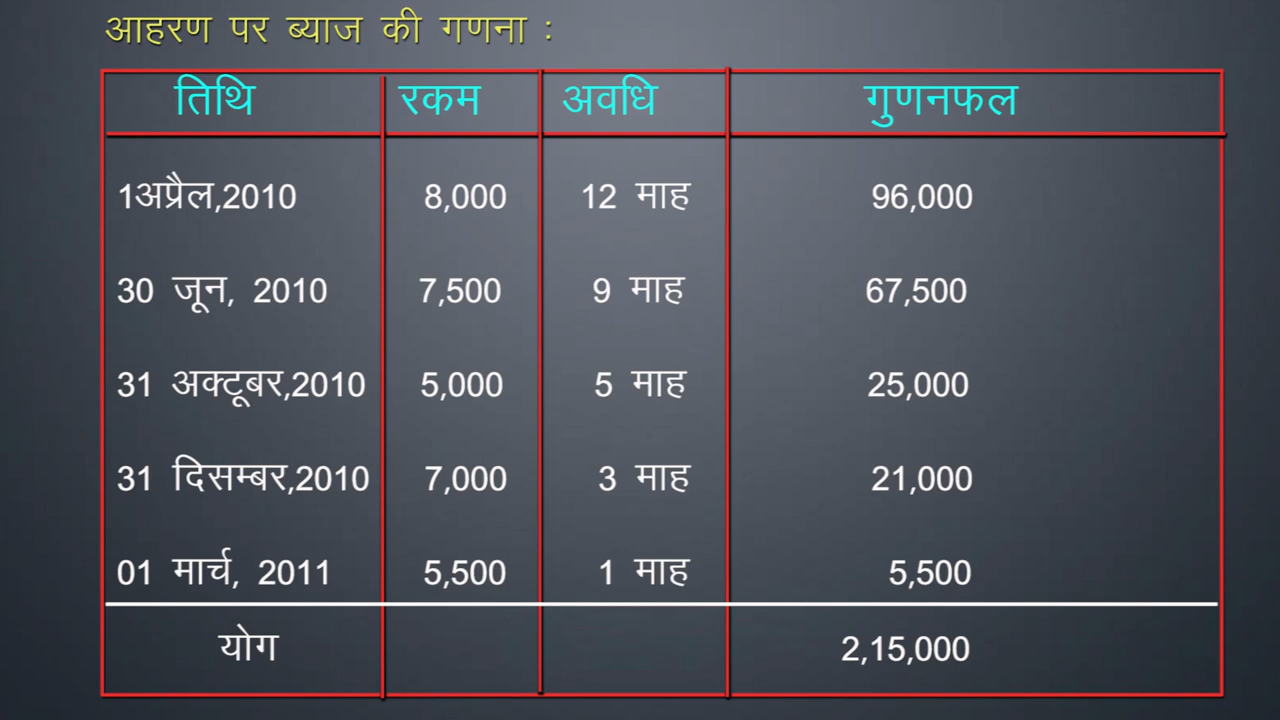 आहरण पर ब्याज की गणना :
तिथि रकम अवधि गुणनफल
1अप्रैल,2010 8,000 12 माह 96,000
30 जून, 2010 7,500 9 माह 67,500
31 अक्टूबर,2010 5,000 5 माह 25,000
31 दिसम्बर,2010 7,000 3 माह 21,000
01 मार्च, 2011 5,500 1 माह 5,500
योग 2,15,000